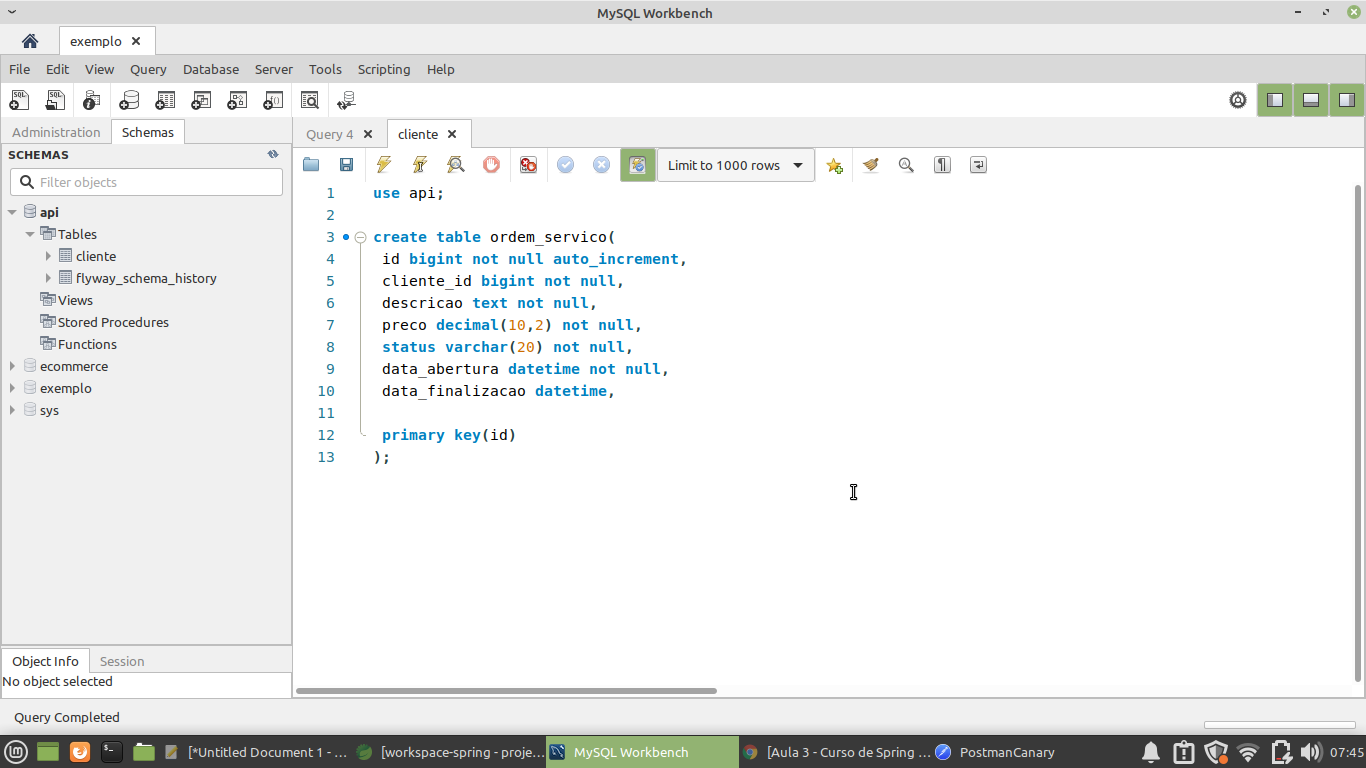 MySQL Workbench
exemplo
File Edit View Query Database Server Tools Scripting Help
SQL SQL
Administration Schemas
Query 4 cliente
SCHEMAS
Filter objects
Limit to 1000 rows
api
Tables
cliente
flyway_schema_history
Views
Stored Procedures
Functions
ecommerce
exemplo
sys
1 use api;
2
3 create table ordem_servico(
4 id bigint not null auto_increment,
5 cliente_id bigint not null,
6 descricao text not null,
7 preco decimal(10,2) not null,
8 status varchar(20) not null,
9 data_abertura datetime not null,
10 data_finalizacao datetime,
11
12 primary key(id)
13 );
Object Info Session
No object selected
Query Completed
[*Untitled Document 1 - ... [workspace-spring - proje... MySQL Workbench [Aula 3 - Curso de Spring ... PostmanCanary 07:45